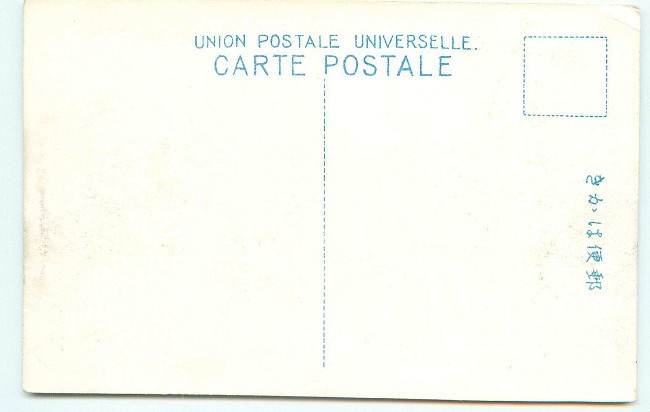 UNION POSTALE UNIVERSELLE.
CARTE POSTALE
きかは便郵